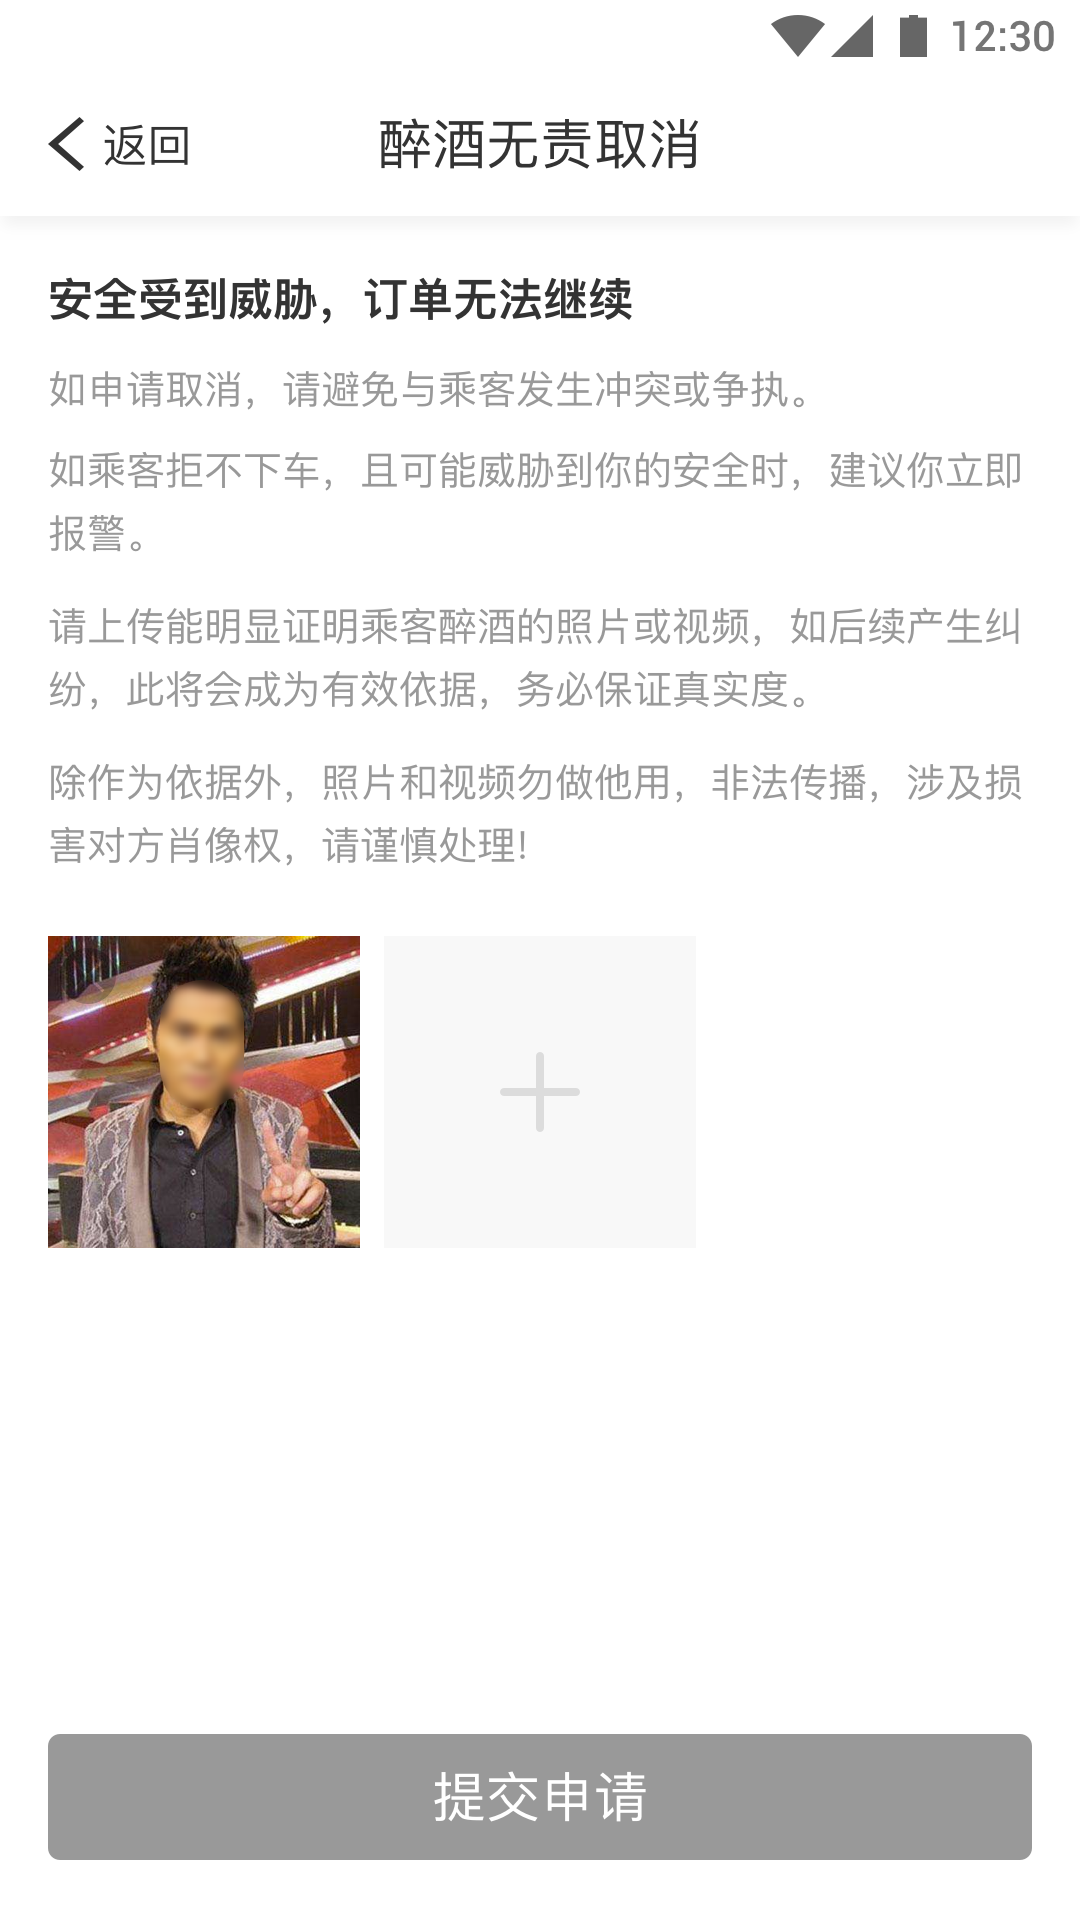 12:30
返回
醉酒无责取消
安全受到威胁，订单无法继续
如申请取消，请避免与乘客发生冲突或争执。
如乘客拒不下车，且可能威胁到你的安全时，建议你立即
报警。
请上传能明显证明乘客醉酒的照片或视频，如后续产生纠
纷，此将会成为有效依据，务必保证真实度。
除作为依据外，照片和视频勿做他用，非法传播，涉及损
害对方肖像权，请谨慎处理!
提交申请